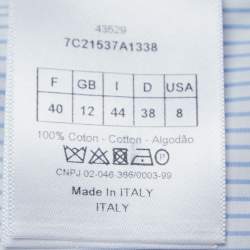 43529
7C21537A1338
F GB I D USA
40 12 44 38 8
100% Coton - Cotton - Algodão
CNPJ 02-046-386/0003-99
Made In ITALY
ITALY